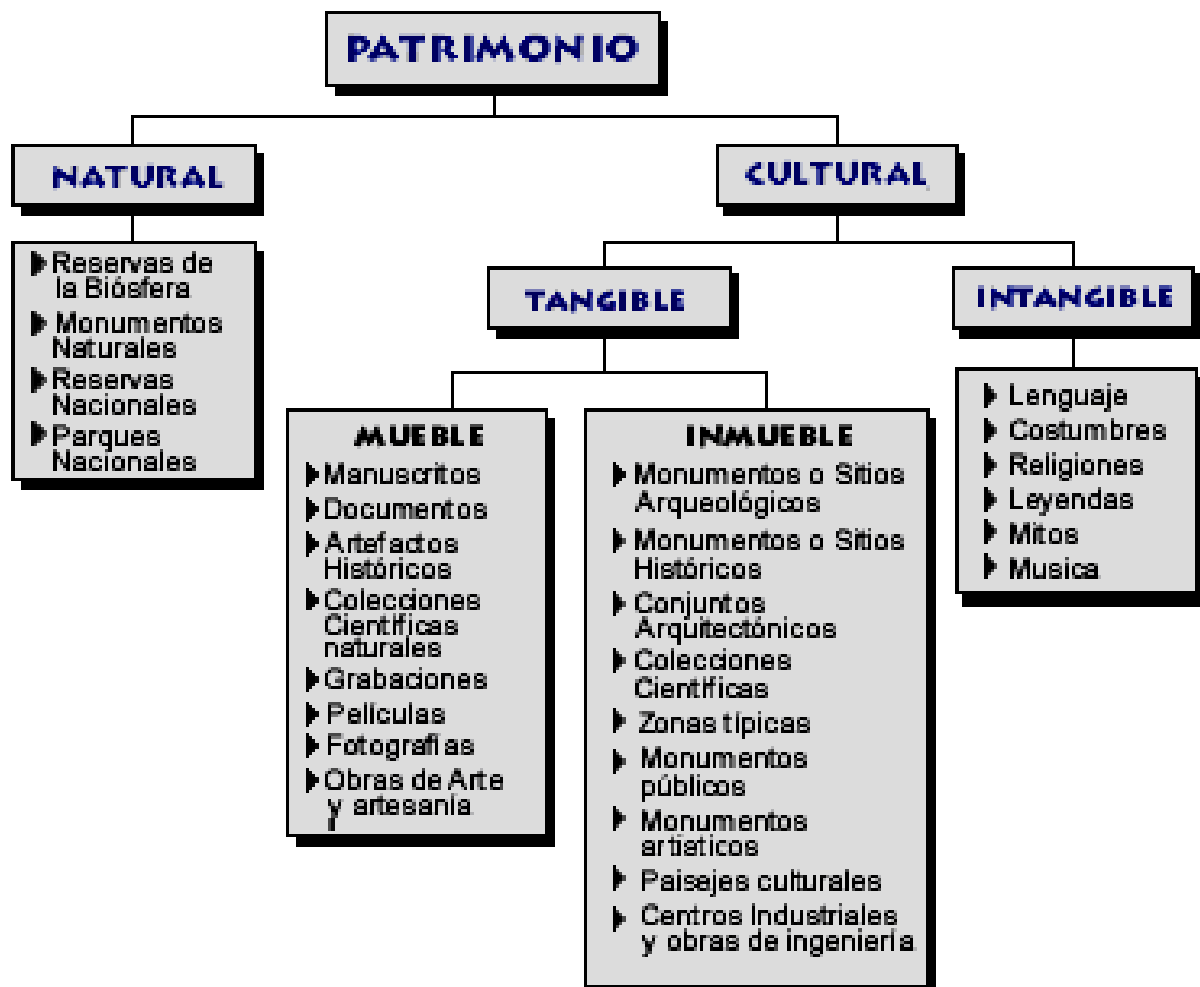 PATRIMONIO
NATURAL
CULTURAL
Reservas de
la Biósfera
Monumentos
Naturales
Reservas
Nacionales
Parques
Nacionales
TANGIBLE
INTANGIBLE
MUEBLE
Manuscritos
Documentos
Artefactos
Históricos
Colecciones
Científicas
naturales
Grabaciones
Películas
Fotografías
Obras de Arte
y artesanía
INMUEBLE
Monumentos o Sitios
Arqueológicos
Monumentos o Sitios
Históricos
Conjuntos
Arquitectónicos
Colecciones
Científicas
Zonas típicas
Monumentos
públicos
Monumentos
artiaticos
Paisejes culturales
Centros Industriales
y obras de ingeniería
Lenguaje
Costumbres
Religiones
Leyendas
Mitos
Musica